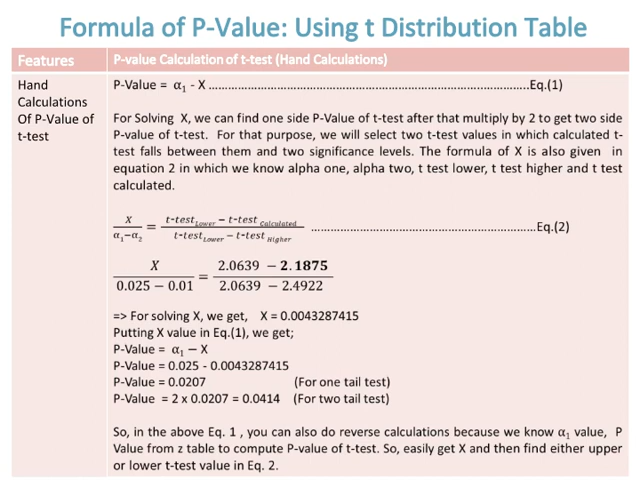 Formula of P-Value: Using t Distribution Table
Features
P-value Calculation of t-test (Hand Calculations)
Hand
Calculations
Of P-Value of
t-test
P-Value = α₁ - X ........................................................................................Eq.(1)
For Solving X, we can find one side P-Value of t-test after that multiply by 2 to get two side
P-value of t-test. For that purpose, we will select two t-test values in which calculated t-
test falls between them and two significance levels. The formula of X is also given in
equation 2 in which we know alpha one, alpha two, t test lower, t test higher and t test
calculated.
X / (α₁−α₂) = (t-test Lower − t-test Calculated) / (t-test Lower − t-test Higher) ..............................................................Eq.(2)
X / (0.025 − 0.01) = (2.0639 − 2.1875) / (2.0639 − 2.4922)
=> For solving X, we get, X = 0.0043287415
Putting X value in Eq.(1), we get;
P-Value = α₁ − X
P-Value = 0.025 - 0.0043287415
P-Value = 0.0207 (For one tail test)
P-Value = 2 x 0.0207 = 0.0414 (For two tail test)
So, in the above Eq. 1 , you can also do reverse calculations because we know α₁ value, P
Value from z table to compute P-value of t-test. So, easily get X and then find either upper
or lower t-test value in Eq. 2.